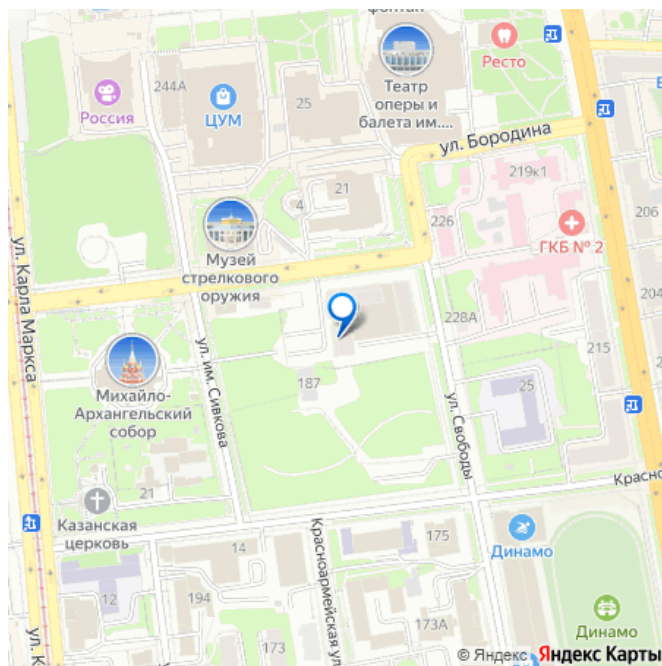 фонтан
244А
Россия
ЦУМ
25
Театр
оперы и
балета им....
Ресто
ул. Бородина
219к1
21
4
226
206
ГКБ № 2
Музей
стрелкового
оружия
204
ул. Карла Маркса
228А
215
ул. им. Сивкова
Михайло-
Архангельский
собор
187
25
ул. Свободы
21
Казанская
церковь
Красно
14
Красноармейская ул.
175
Динамо
12
194
173А
173
Динамо
ул. К
© Яндекс Яндекс Карты